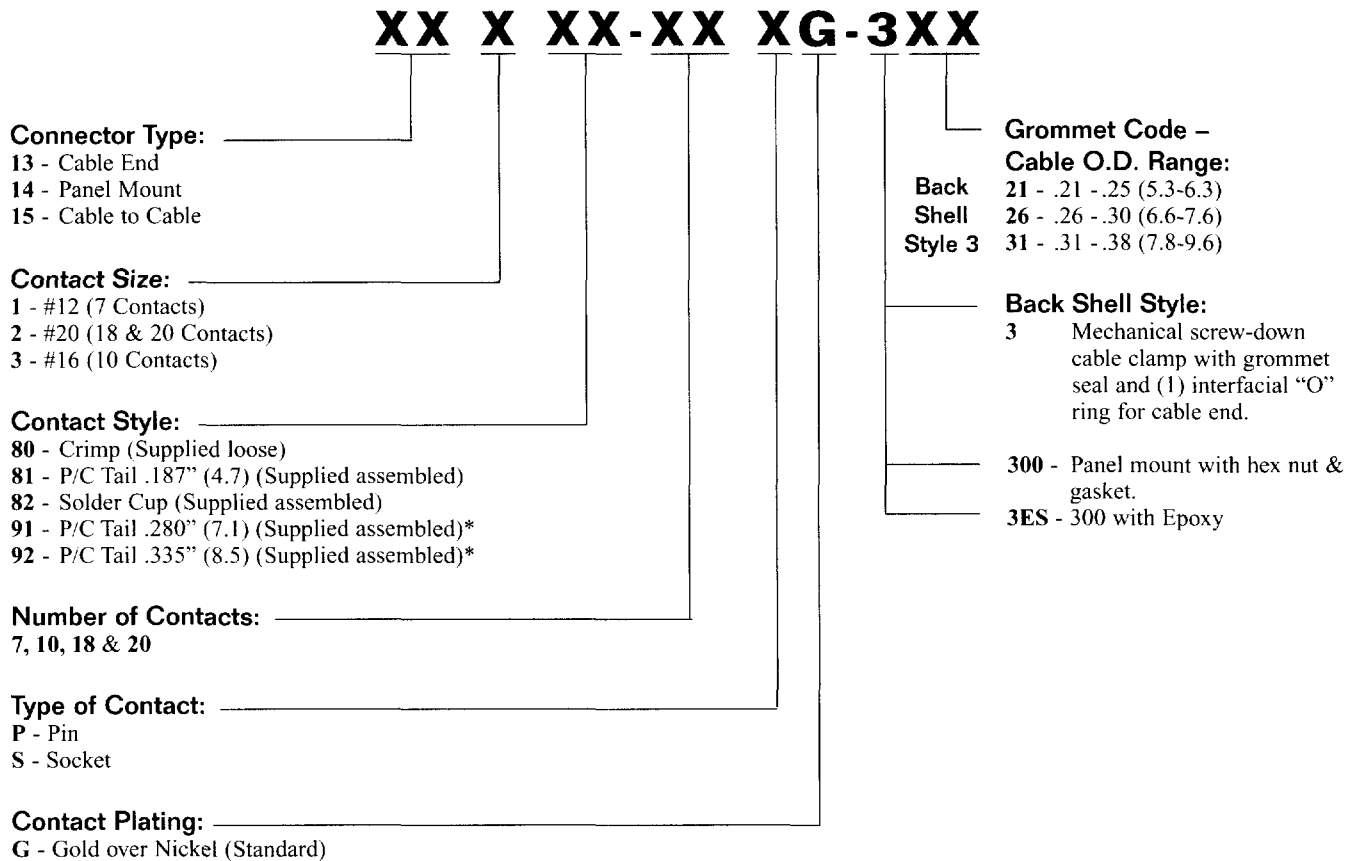 XX X XX-XX XG-3XX
Connector Type:
13 - Cable End
14 - Panel Mount
15 - Cable to Cable
Contact Size:
1 - #12 (7 Contacts)
2 - #20 (18 & 20 Contacts)
3 - #16 (10 Contacts)
Contact Style:
80 - Crimp (Supplied loose)
81 - P/C Tail .187” (4.7) (Supplied assembled)
82 - Solder Cup (Supplied assembled)
91 - P/C Tail .280” (7.1) (Supplied assembled)*
92 - P/C Tail .335” (8.5) (Supplied assembled)*
Number of Contacts:
7, 10, 18 & 20
Type of Contact:
P - Pin
S - Socket
Contact Plating:
G - Gold over Nickel (Standard)
Grommet Code –
Cable O.D. Range:
Back
Shell
Style 3
21 - .21 - .25 (5.3-6.3)
26 - .26 - .30 (6.6-7.6)
31 - .31 - .38 (7.8-9.6)
Back Shell Style:
3 Mechanical screw-down
cable clamp with grommet
seal and (1) interfacial “O”
ring for cable end.
300 - Panel mount with hex nut &
gasket.
3ES - 300 with Epoxy